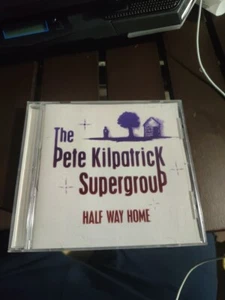 The
Pete Kilpatrick
Supergroup
HALF WAY HOME